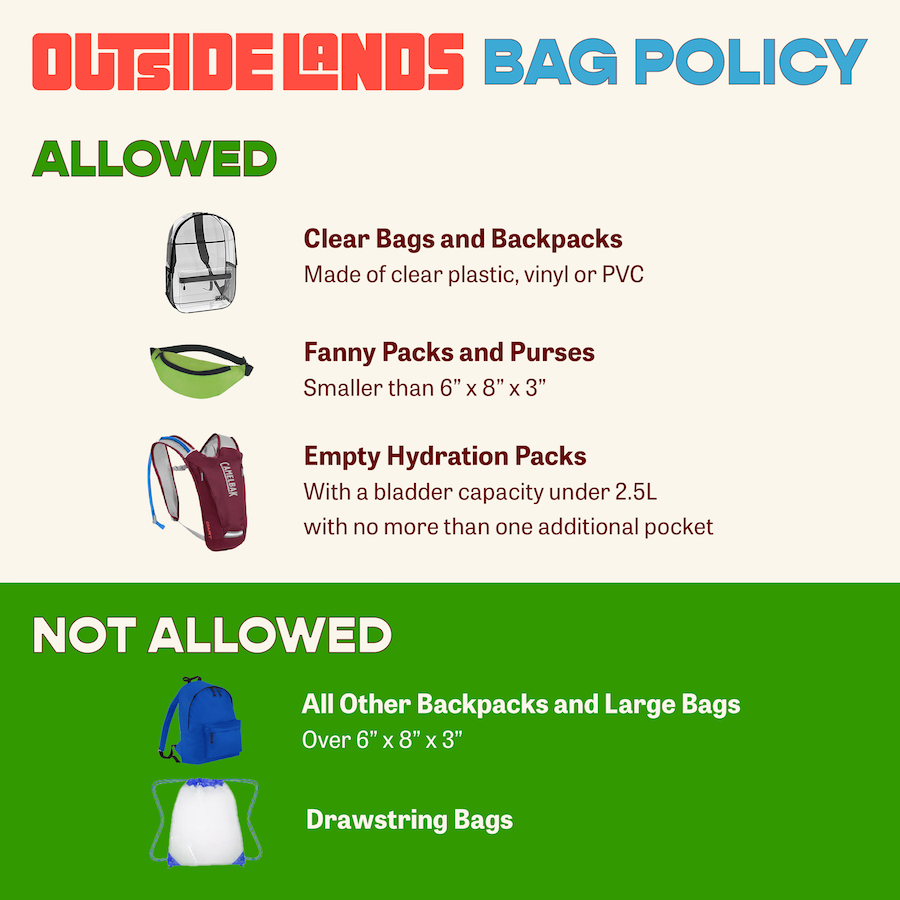 OUTSIDE LANDS BAG POLICY
ALLOWED
Clear Bags and Backpacks
Made of clear plastic, vinyl or PVC
Fanny Packs and Purses
Smaller than 6” x 8” x 3”
CAMELBAK
Empty Hydration Packs
With a bladder capacity under 2.5L
with no more than one additional pocket
NOT ALLOWED
All Other Backpacks and Large Bags
Over 6” x 8” x 3”
Drawstring Bags